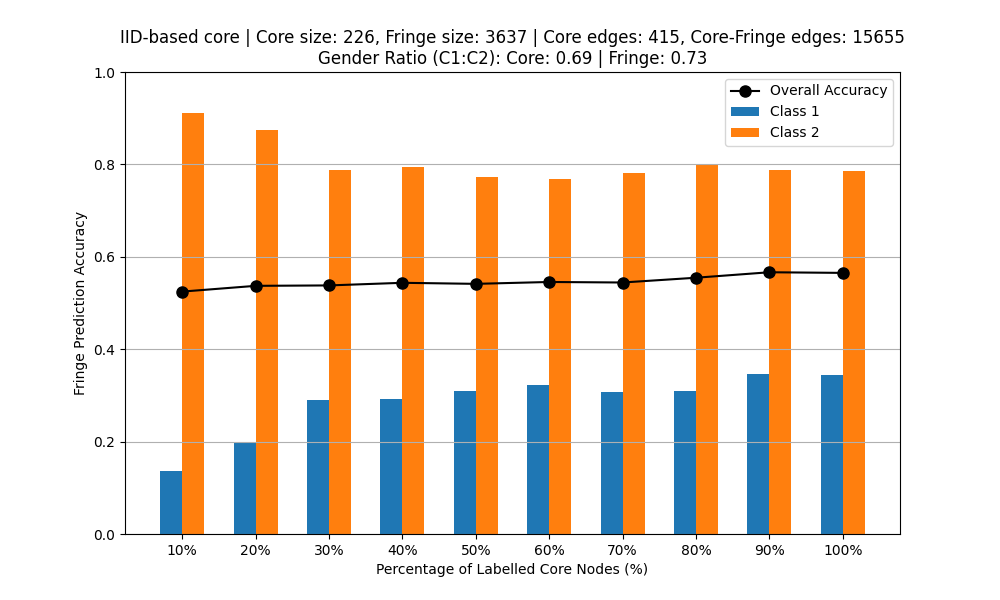 IID-based core | Core size: 226, Fringe size: 3637 | Core edges: 415, Core-Fringe edges: 15655
Gender Ratio (C1:C2): Core: 0.69 | Fringe: 0.73
Overall Accuracy
Class 1
Class 2
Fringe Prediction Accuracy
1.0
0.8
0.6
0.4
0.2
0.0
10% 20% 30% 40% 50% 60% 70% 80% 90% 100%
Percentage of Labelled Core Nodes (%)